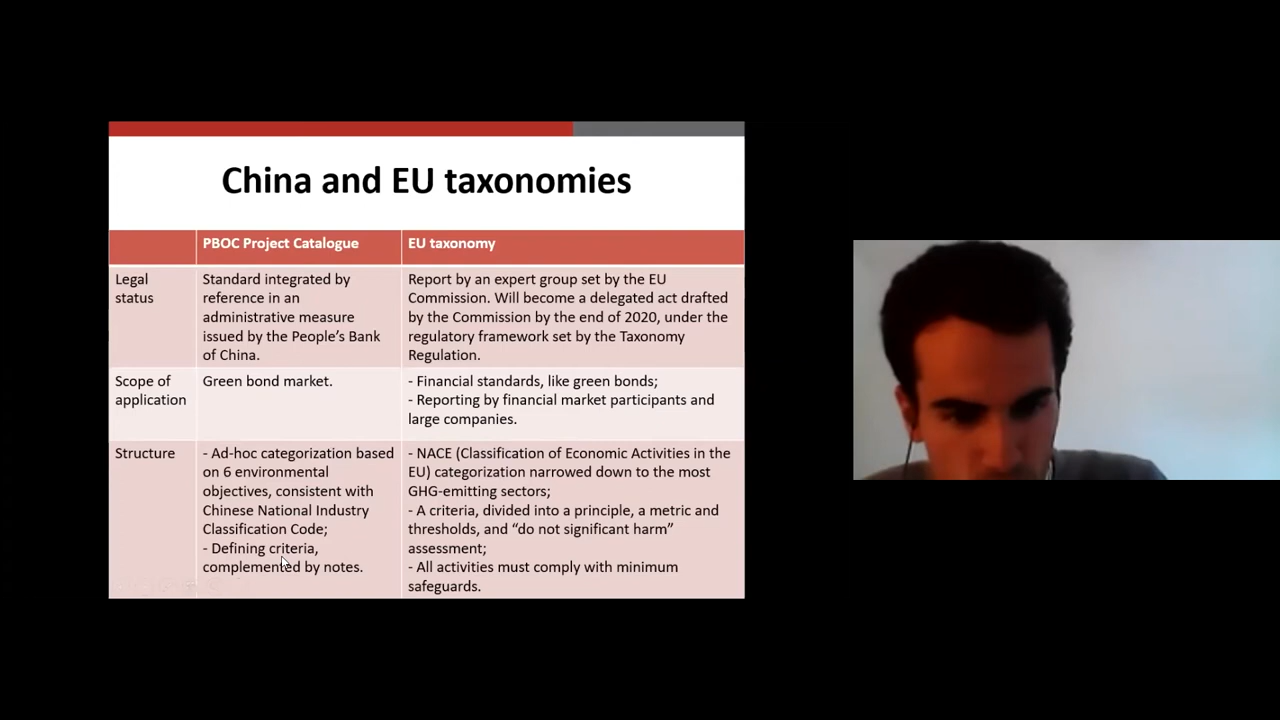 China and EU taxonomies
PBOC Project Catalogue
EU taxonomy
Legal
status
Standard integrated by
reference in an
administrative measure
issued by the People's Bank
of China.
Report by an expert group set by the EU
Commission. Will become a delegated act drafted
by the Commission by the end of 2020, under the
regulatory framework set by the Taxonomy
Regulation.
Scope of
application
Green bond market.
- Financial standards, like green bonds;
- Reporting by financial market participants and
large companies.
Structure
- Ad-hoc categorization based
on 6 environmental
objectives, consistent with
Chinese National Industry
Classification Code;
- Defining criteria,
complemented by notes.
- NACE (Classification of Economic Activities in the
EU) categorization narrowed down to the most
GHG-emitting sectors;
- A criteria, divided into a principle, a metric and
thresholds, and "do not significant harm"
assessment;
- All activities must comply with minimum
safeguards.